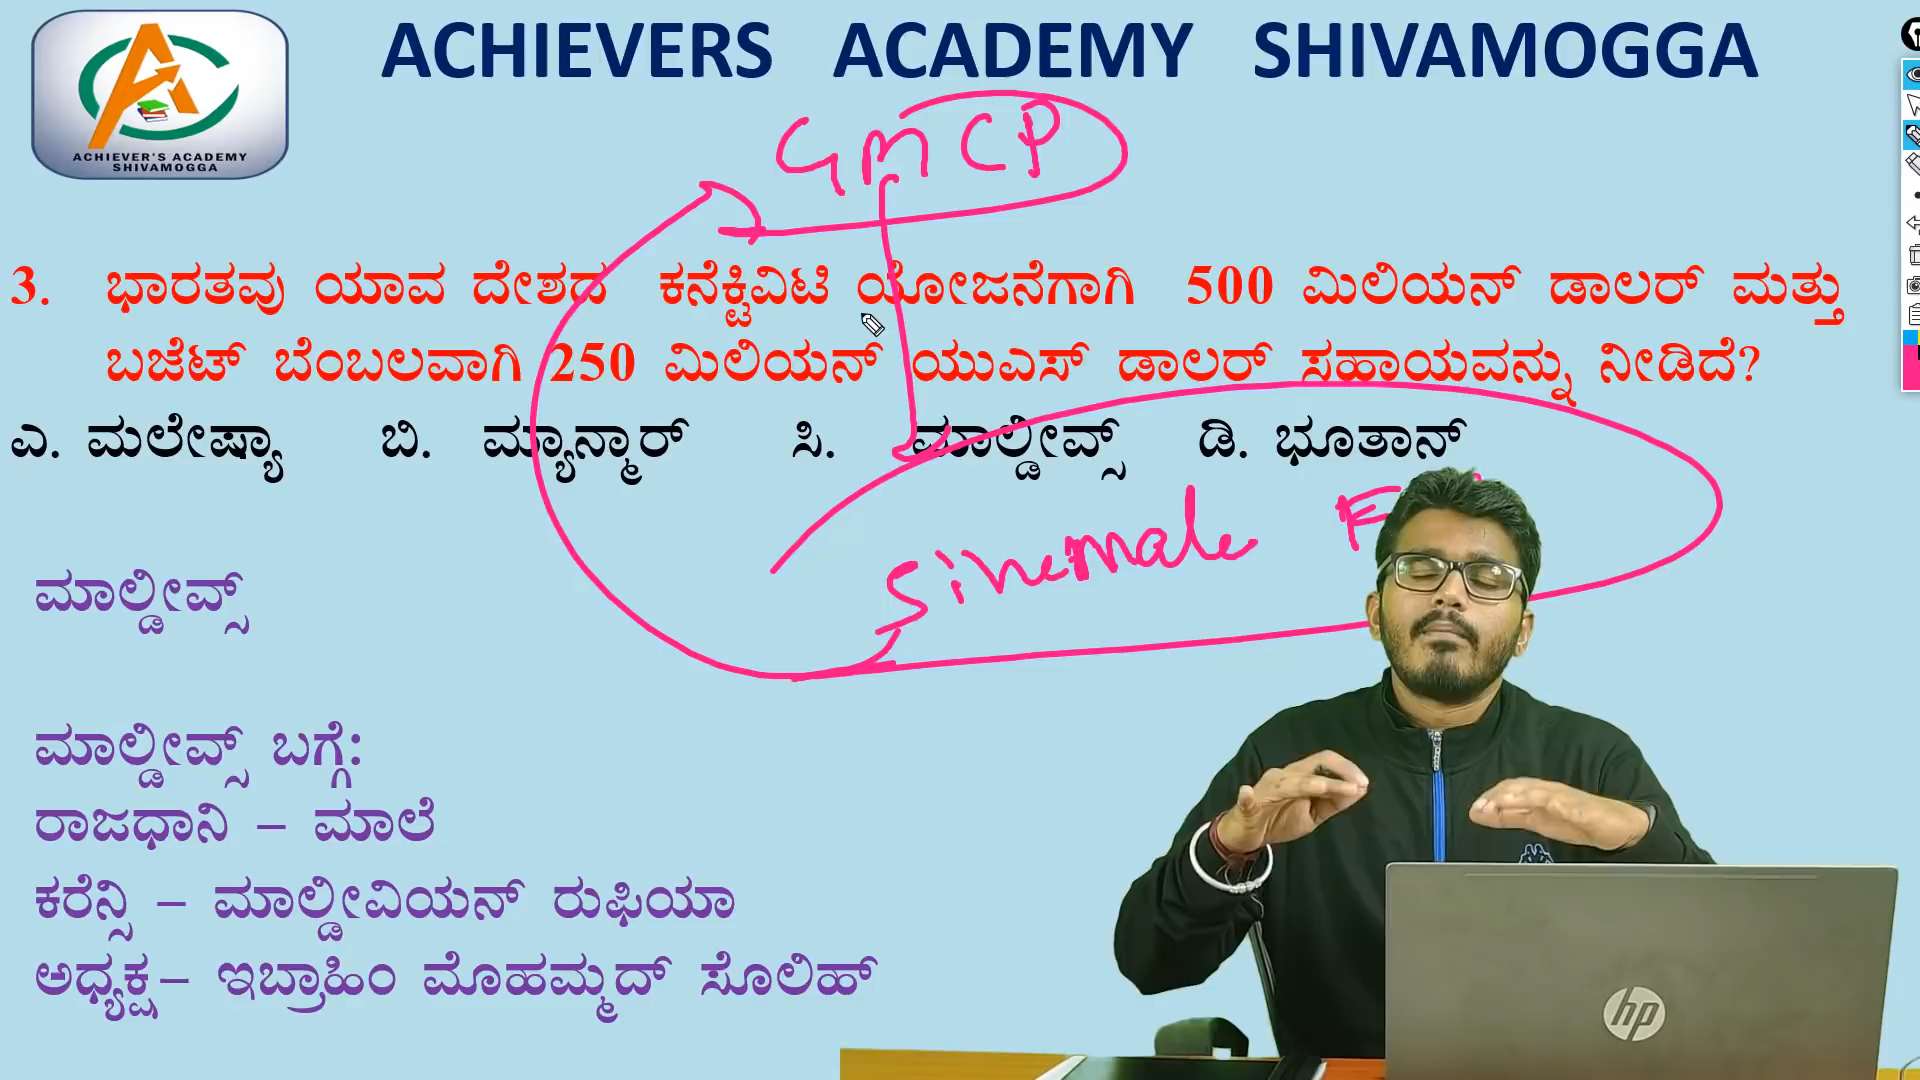 ACHIEVERS ACADEMY SHIVAMOGGA
ACHIEVER'S ACADEMY
SHIVAMOGGA
GMCP
3. ಭಾರತವು ಯಾವ ದೇಶದ ಕನೆಕ್ಟಿವಿಟಿ ಯೋಜನೆಗಾಗಿ 500 ಮಿಲಿಯನ್ ಡಾಲರ್ ಮತ್ತು
ಬಜೆಟ್ ಬೆಂಬಲವಾಗಿ 250 ಮಿಲಿಯನ್ ಯುಎಸ್ ಡಾಲರ್ ಸಹಾಯವನ್ನು ನೀಡಿದೆ?
ಎ. ಮಲೇಷ್ಯಾ ಬಿ. ಮ್ಯಾನ್ಮಾರ್ ಸಿ. ಮಾಲ್ಡೀವ್ಸ್ ಡಿ. ಭೂತಾನ್
Sinemale
ಮಾಲ್ಡೀವ್ಸ್
ಮಾಲ್ಡೀವ್ಸ್ ಬಗ್ಗೆ:
ರಾಜಧಾನಿ – ಮಾಲೆ
ಕರೆನ್ಸಿ – ಮಾಲ್ಡೀವಿಯನ್ ರುಫಿಯಾ
ಅಧ್ಯಕ್ಷ– ಇಬ್ರಾಹಿಂ ಮೊಹಮ್ಮದ್ ಸೊಲಿಹ್
hp